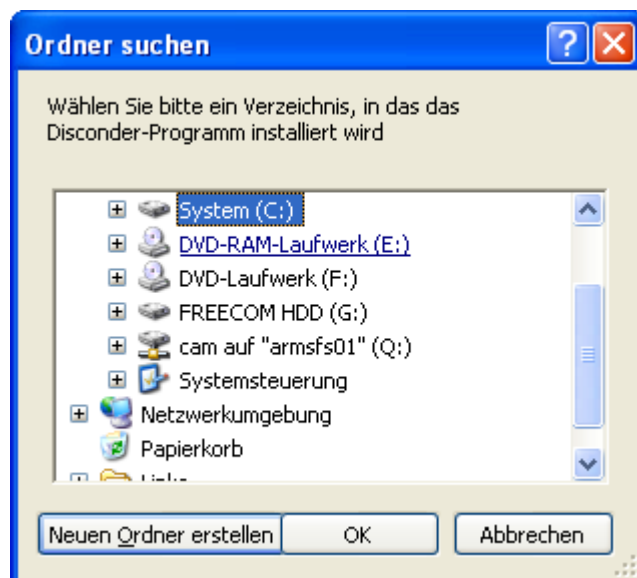 Ordner suchen
Wählen Sie bitte ein Verzeichnis, in das das
Disconder-Programm installiert wird
System (C:)
DVD-RAM-Laufwerk (E:)
DVD-Laufwerk (F:)
FREECOM HDD (G:)
cam auf "armsfs01" (Q:)
Systemsteuerung
Netzwerkumgebung
Papierkorb
Neuen Ordner erstellen
OK
Abbrechen